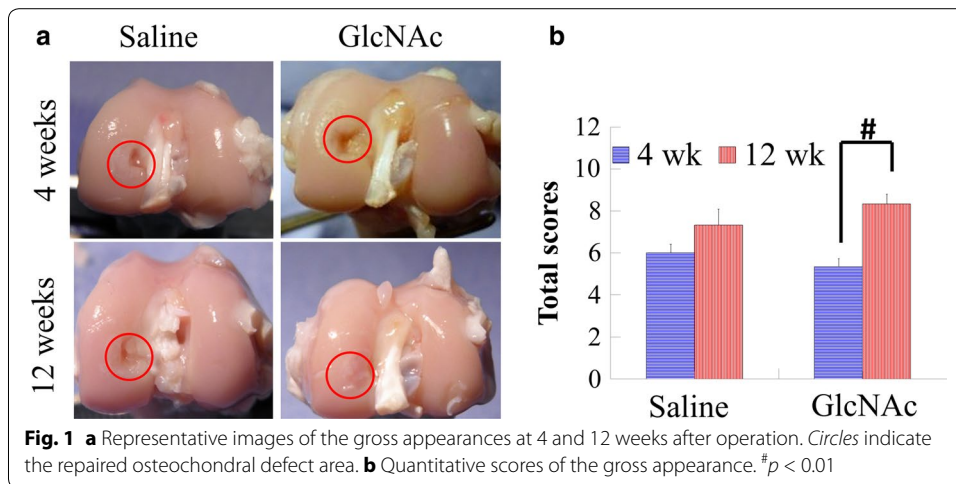 a
Saline GlcNAc
4 weeks
12 weeks
b
Total scores
12
10
8
6
4
2
0
4 wk 12 wk
#
Saline GlcNAc
Fig. 1 a Representative images of the gross appearances at 4 and 12 weeks after operation. Circles indicate
the repaired osteochondral defect area. b Quantitative scores of the gross appearance. #p < 0.01